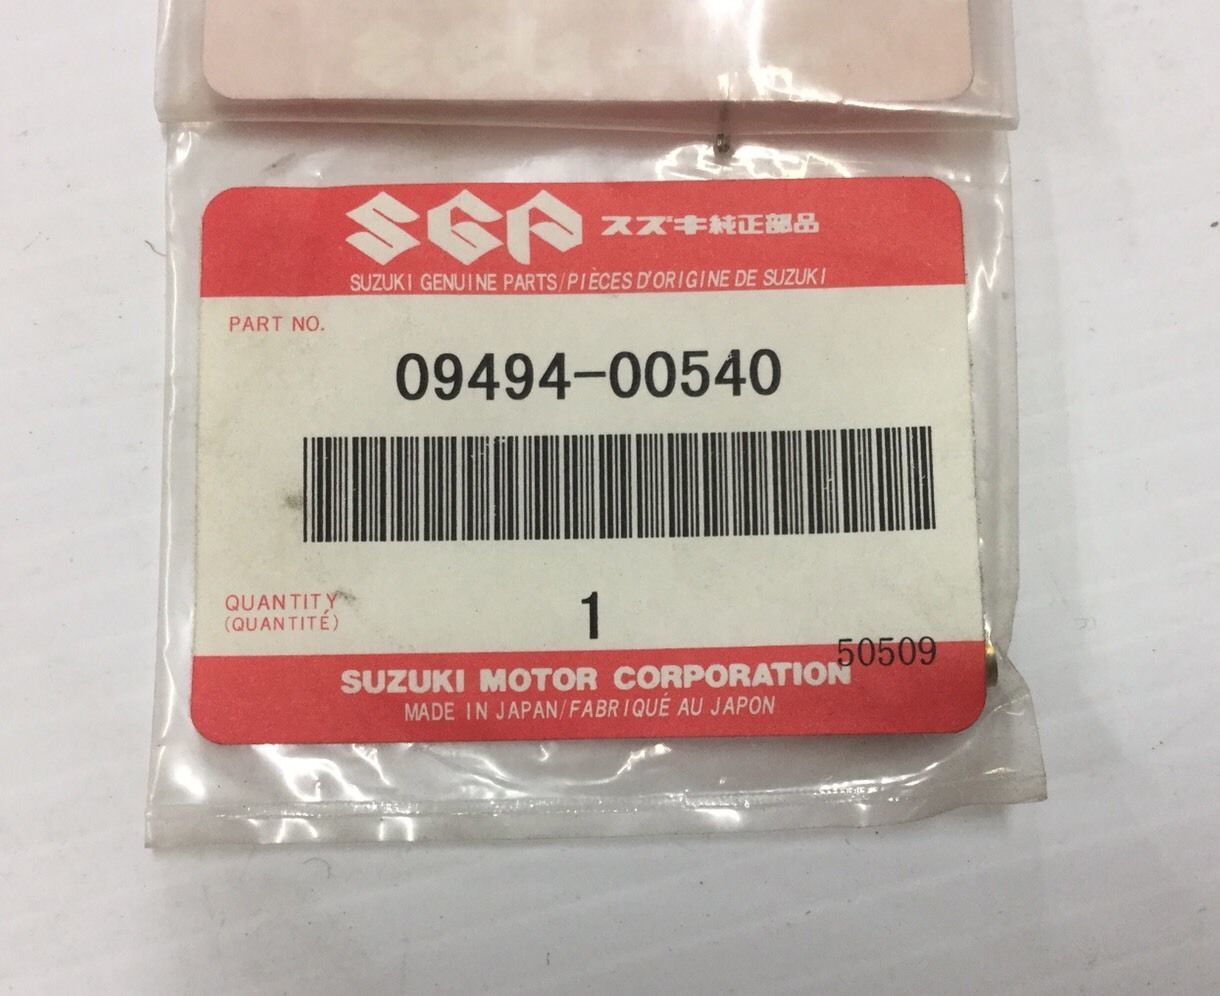 SGP スズキ純正部品
SUZUKI GENUINE PARTS/PIÈCES D'ORIGINE DE SUZUKI
PART NO.
09494-00540
QUANTITY
(QUANTITÉ)
1
50509
SUZUKI MOTOR CORPORATION
MADE IN JAPAN/FABRIQUÉ AU JAPON